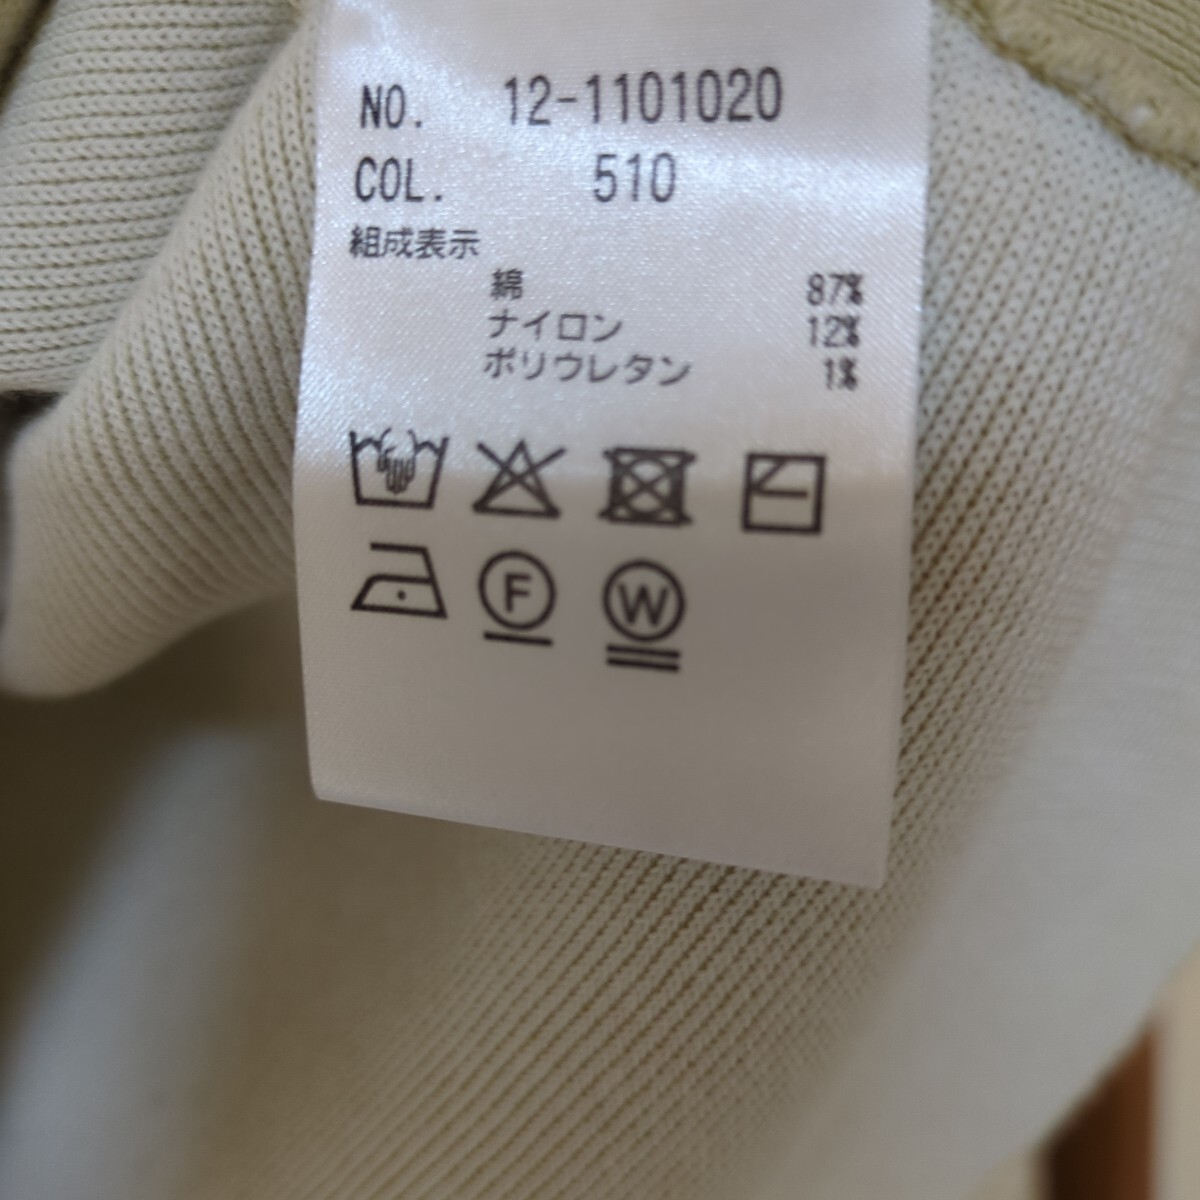 NO. 12-1101020
COL. 510
組成表示
綿 87%
ナイロン 12%
ポリウレタン 1%
F
W